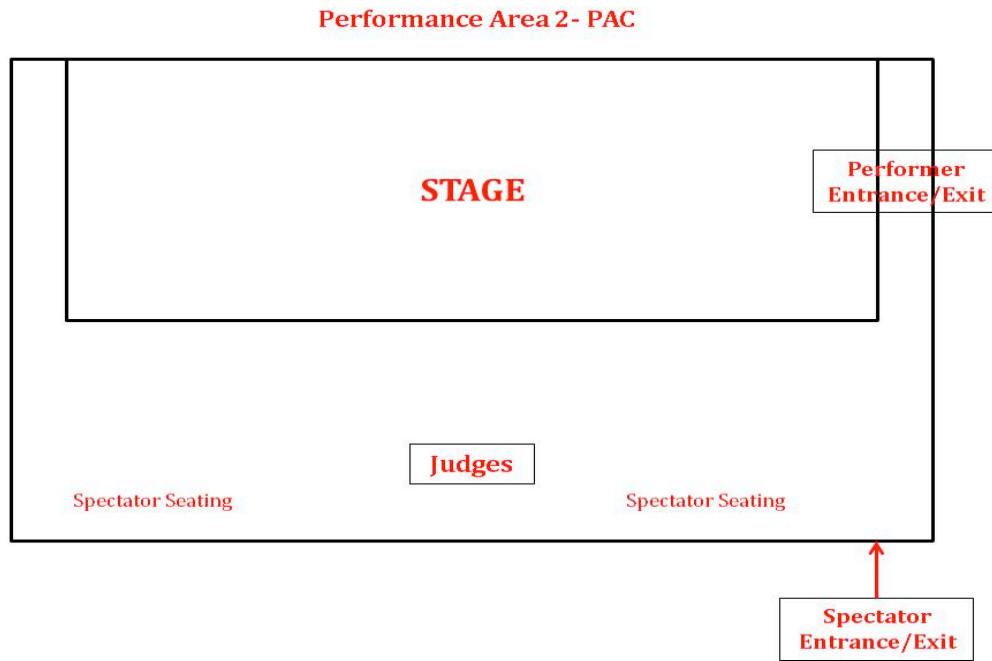 Performance Area 2- PAC
STAGE
Performer
Entrance/Exit
Judges
Spectator Seating
Spectator Seating
Spectator
Entrance/Exit